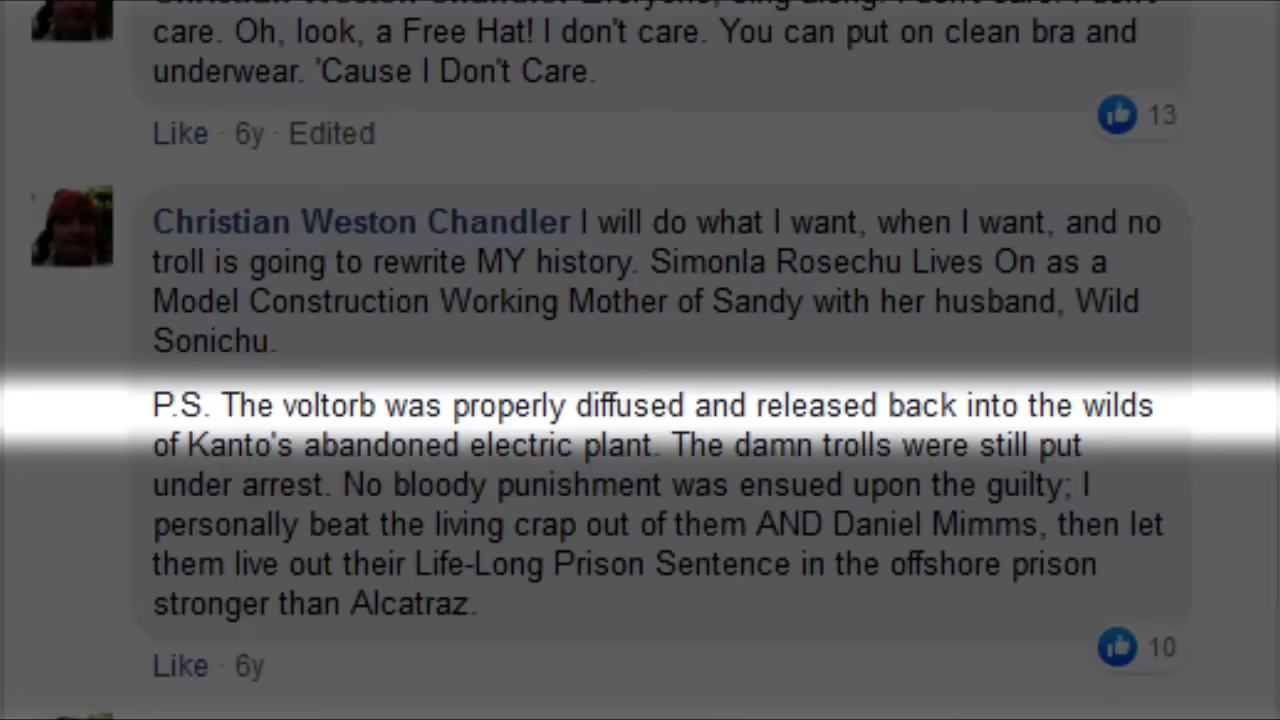 care. Oh, look, a Free Hat! I don't care. You can put on clean bra and
underwear. 'Cause I Don't Care.
13
Like · 6y · Edited
Christian Weston Chandler I will do what I want, when I want, and no
troll is going to rewrite MY history. Simonla Rosechu Lives On as a
Model Construction Working Mother of Sandy with her husband, Wild
Sonichu.
P.S. The voltorb was properly diffused and released back into the wilds
of Kanto's abandoned electric plant. The damn trolls were still put
under arrest. No bloody punishment was ensued upon the guilty; I
personally beat the living crap out of them AND Daniel Mimms, then let
them live out their Life-Long Prison Sentence in the offshore prison
stronger than Alcatraz.
10
Like · 6y